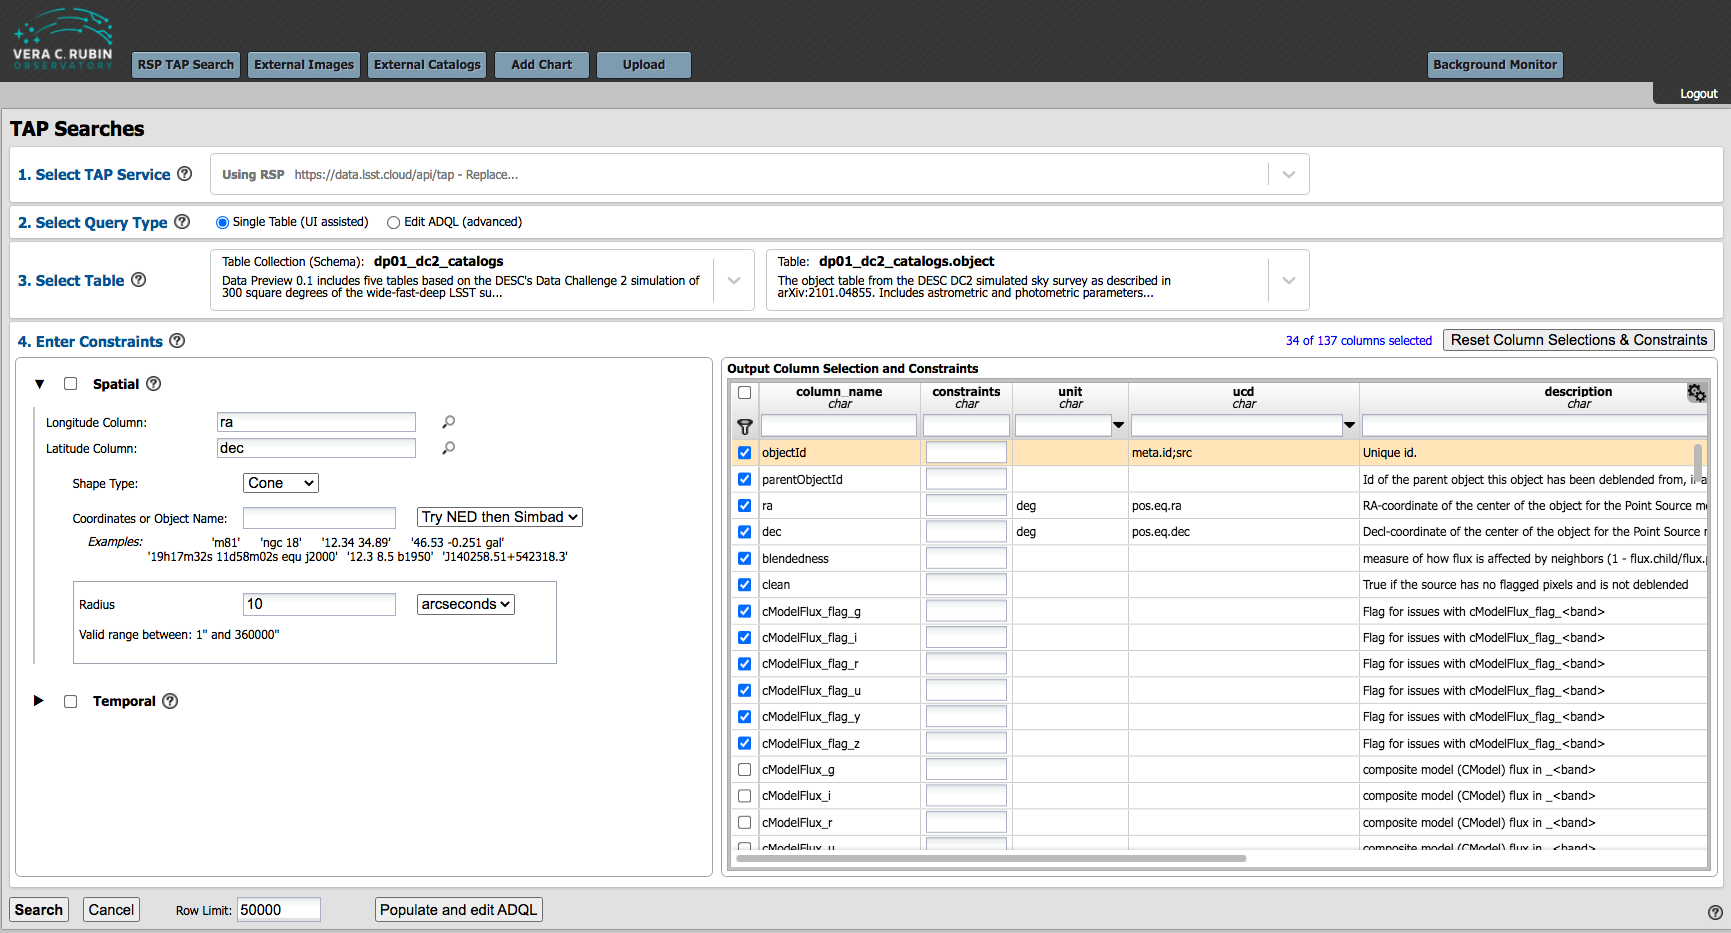 VERA C. RUBIN
OBSERVATORY
RSP TAP Search
External Images
External Catalogs
Add Chart
Upload
Background Monitor
Logout
TAP Searches
1. Select TAP Service
Using RSP https://data.lsst.cloud/api/tap - Replace...
2. Select Query Type
Single Table (UI assisted)
Edit ADQL (advanced)
3. Select Table
Table Collection (Schema): dp01_dc2_catalogs
Data Preview 0.1 includes five tables based on the DESC's Data Challenge 2 simulation of
300 square degrees of the wide-fast-deep LSST su...
Table: dp01_dc2_catalogs.object
The object table from the DESC DC2 simulated sky survey as described in
arXiv:2101.04855. Includes astrometric and photometric parameters...
4. Enter Constraints
34 of 137 columns selected
Reset Column Selections & Constraints
Spatial
Longitude Column: ra
Latitude Column: dec
Shape Type: Cone
Coordinates or Object Name: Try NED then Simbad
Examples: 'm81' 'ngc 18' '12.34 34.89' '46.53 -0.251 gal'
'19h17m32s 11d58m02s equ j2000' '12.3 8.5 b1950' 'J140258.51+542318.3'
Radius 10 arcseconds
Valid range between: 1" and 360000"
Temporal
Output Column Selection and Constraints
column_name constraints unit ucd description
char char char char char
objectId meta.id;src Unique id.
parentObjectId Id of the parent object this object has been deblended from, if a
ra deg pos.eq.ra RA-coordinate of the center of the object for the Point Source m
dec deg pos.eq.dec Decl-coordinate of the center of the object for the Point Source
blendedness measure of how flux is affected by neighbors (1 - flux.child/flux.
clean True if the source has no flagged pixels and is not deblended
cModelFlux_flag_g Flag for issues with cModelFlux_flag_<band>
cModelFlux_flag_i Flag for issues with cModelFlux_flag_<band>
cModelFlux_flag_r Flag for issues with cModelFlux_flag_<band>
cModelFlux_flag_u Flag for issues with cModelFlux_flag_<band>
cModelFlux_flag_y Flag for issues with cModelFlux_flag_<band>
cModelFlux_flag_z Flag for issues with cModelFlux_flag_<band>
cModelFlux_g composite model (CModel) flux in _<band>
cModelFlux_i composite model (CModel) flux in _<band>
cModelFlux_r composite model (CModel) flux in _<band>
cModelFlux_u composite model (CModel) flux in _<band>
Search
Cancel
Row Limit: 50000
Populate and edit ADQL